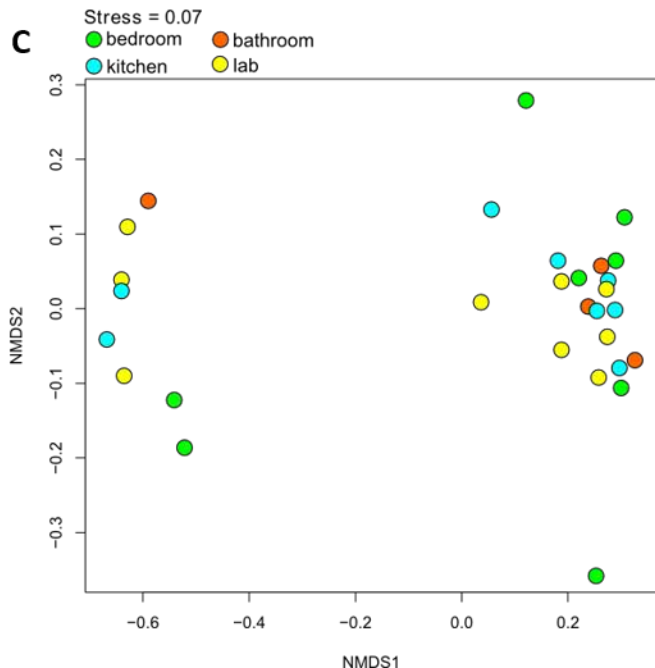 Stress = 0.07
C
bedroom bathroom
kitchen lab
0.3
0.2
0.1
0.0
−0.1
−0.2
−0.3
NMDS2
−0.6 −0.4 −0.2 0.0 0.2
NMDS1